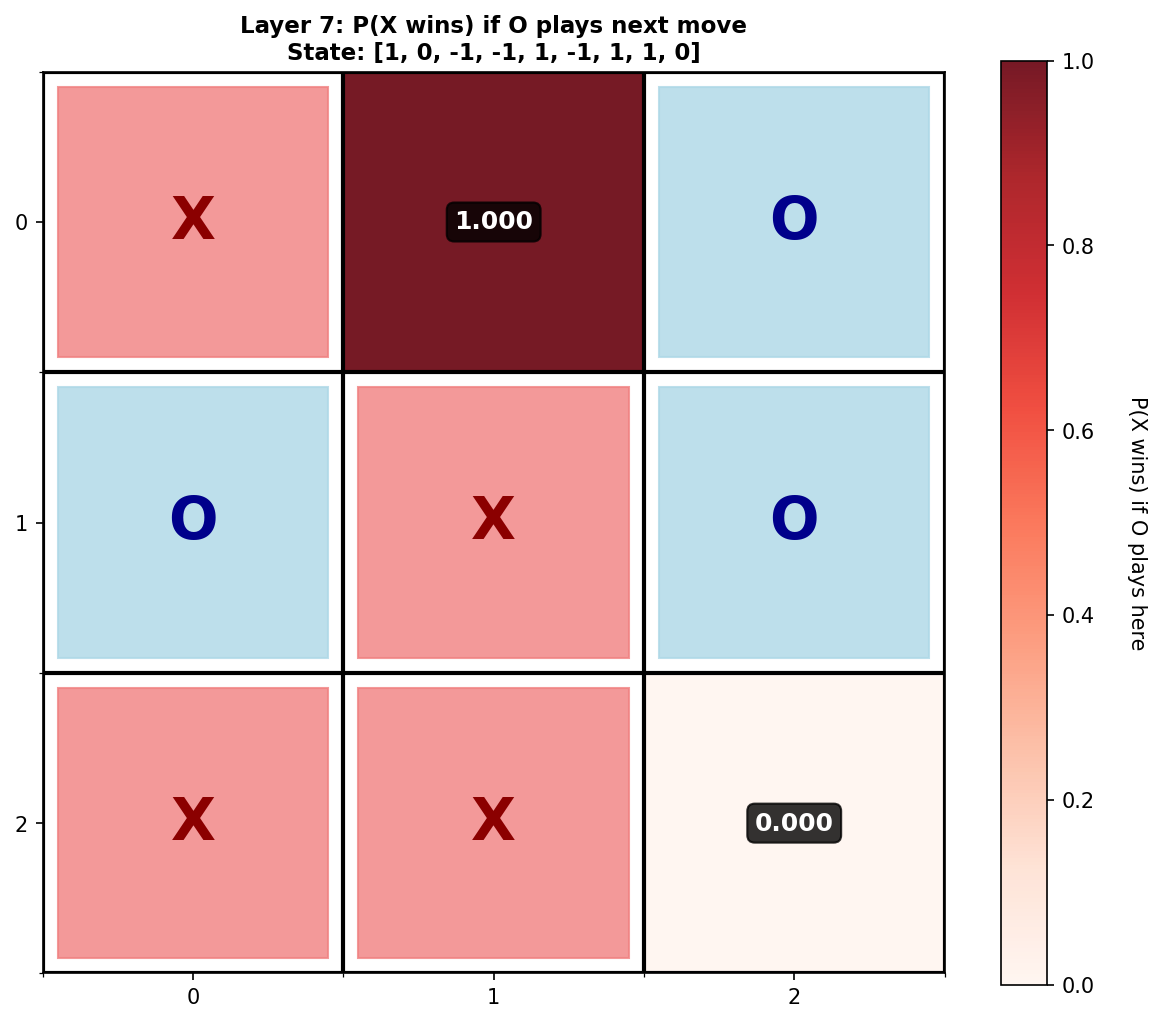 Layer 7: P(X wins) if O plays next move
State: [1, 0, -1, -1, 1, -1, 1, 1, 0]
X 1.000 O
O X O
X X 0.000
0
1
2
0 1 2
1.0
0.8
0.6
0.4
0.2
0.0
P(X wins) if O plays here